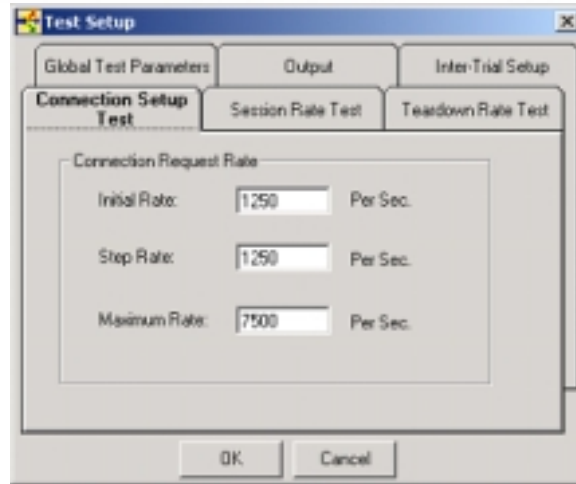 Test Setup
Global Test Parameters
Output
Inter-Trial Setup
Connection Setup
Test
Session Rate Test
Teardown Rate Test
Connection Request Rate
Initial Rate:
1250
Per Sec.
Step Rate:
1250
Per Sec.
Maximum Rate:
7500
Per Sec.
OK
Cancel